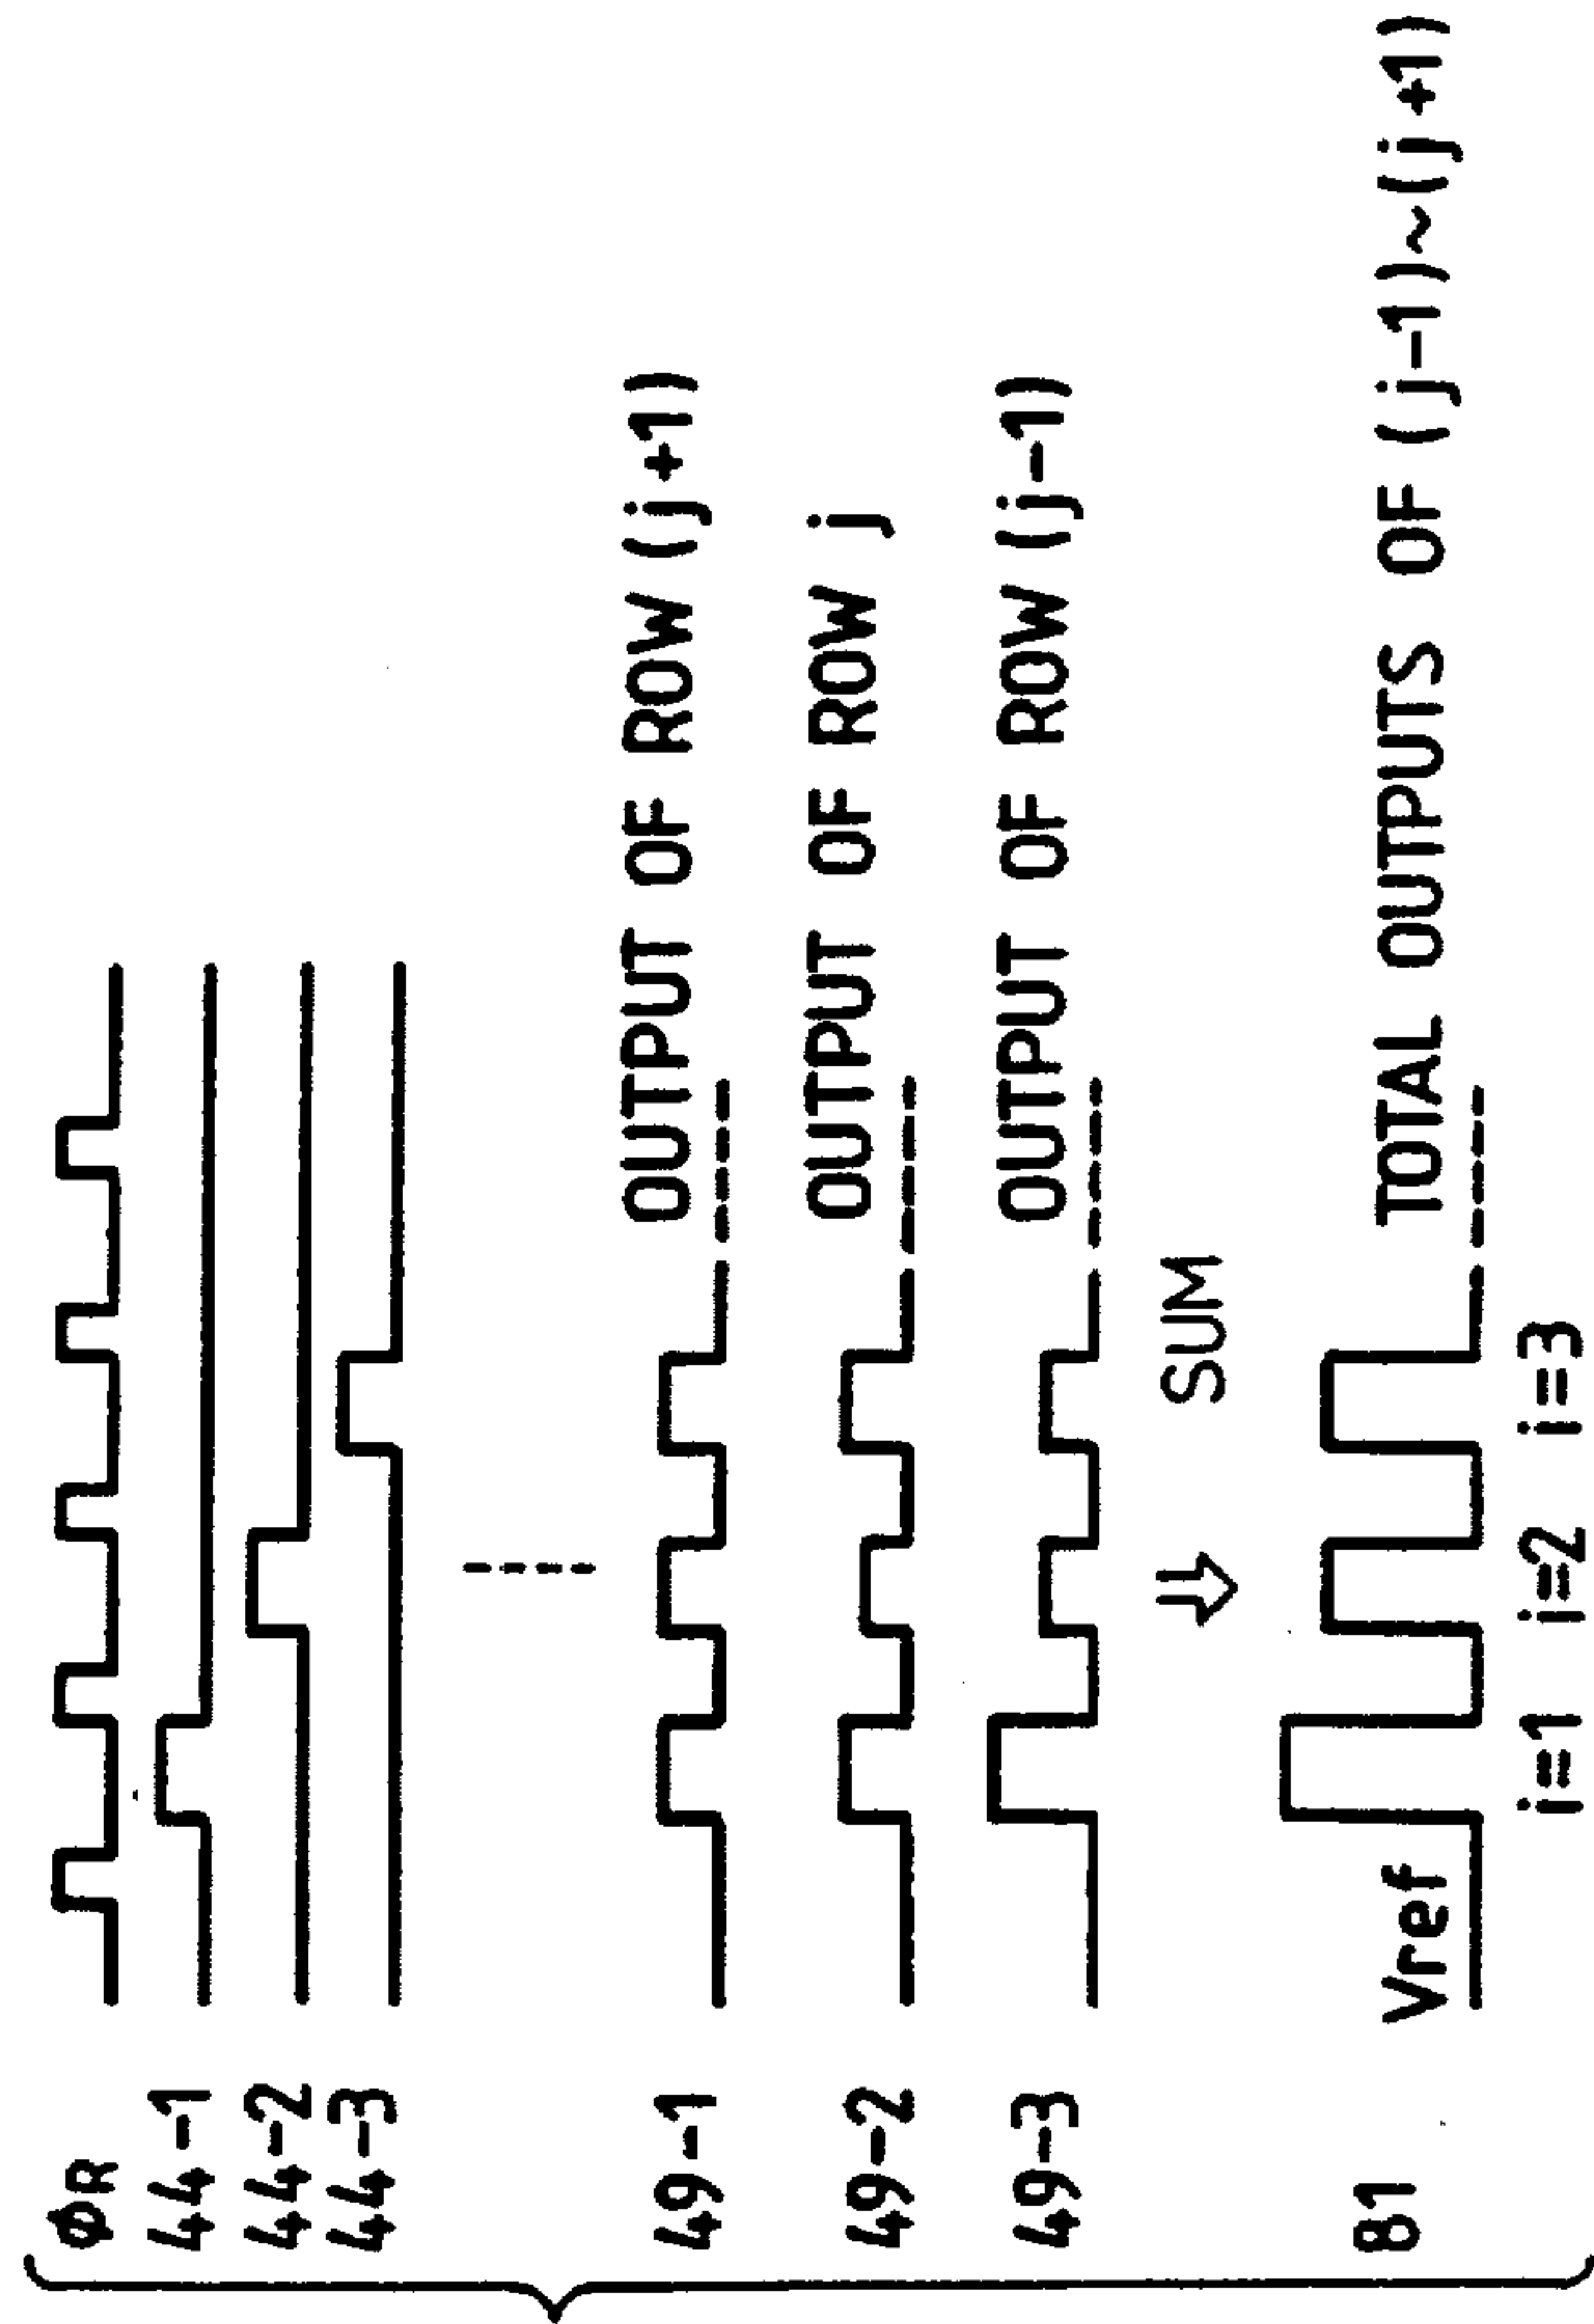 ØR
44-1
44-2
44-3
49-1
OUTPUT OF ROW (j+1)
49-2
OUTPUT OF ROW j
49-3
OUTPUT OF ROW (j-1)
SUM
81
Vref
TOTAL OUTPUTS OF (j-1)~(j+1)
i=1 i=2 i=3